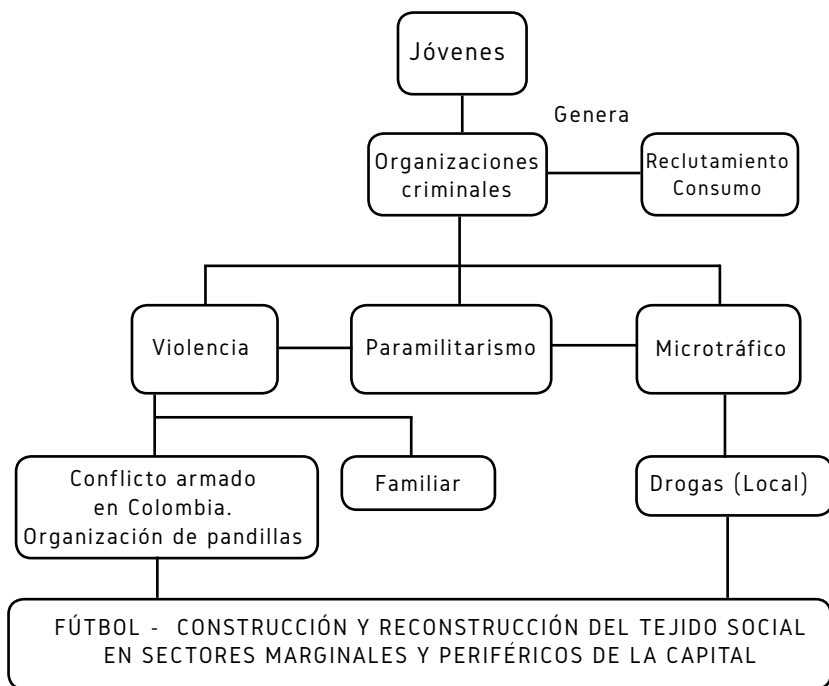 Jóvenes
Genera
Organizaciones
criminales
Reclutamiento
Consumo
Violencia
Paramilitarismo
Microtráfico
Conflicto armado
en Colombia.
Organización de pandillas
Familiar
Drogas (Local)
FÚTBOL - CONSTRUCCIÓN Y RECONSTRUCCIÓN DEL TEJIDO SOCIAL
EN SECTORES MARGINALES Y PERIFÉRICOS DE LA CAPITAL